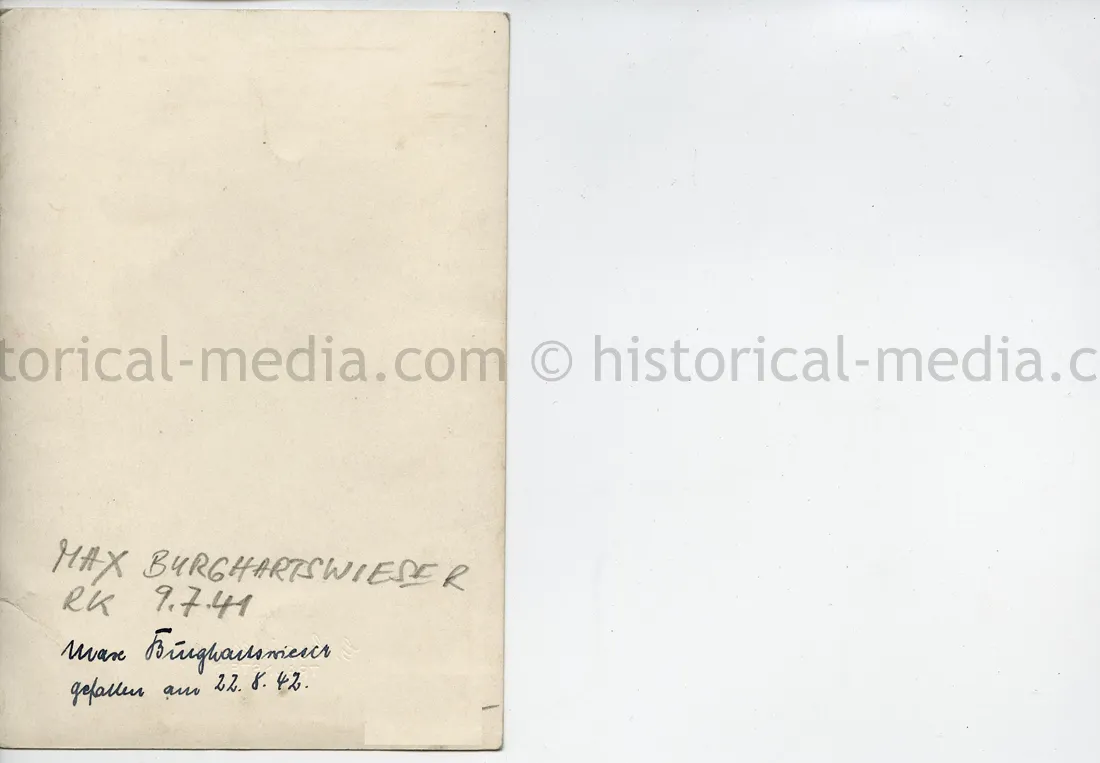 torical-media.com © historical-media.c
MAX BURGHARTSWIESER
RK 9.7.41
Max Burghartswieser
gefallen am 22.8.42.